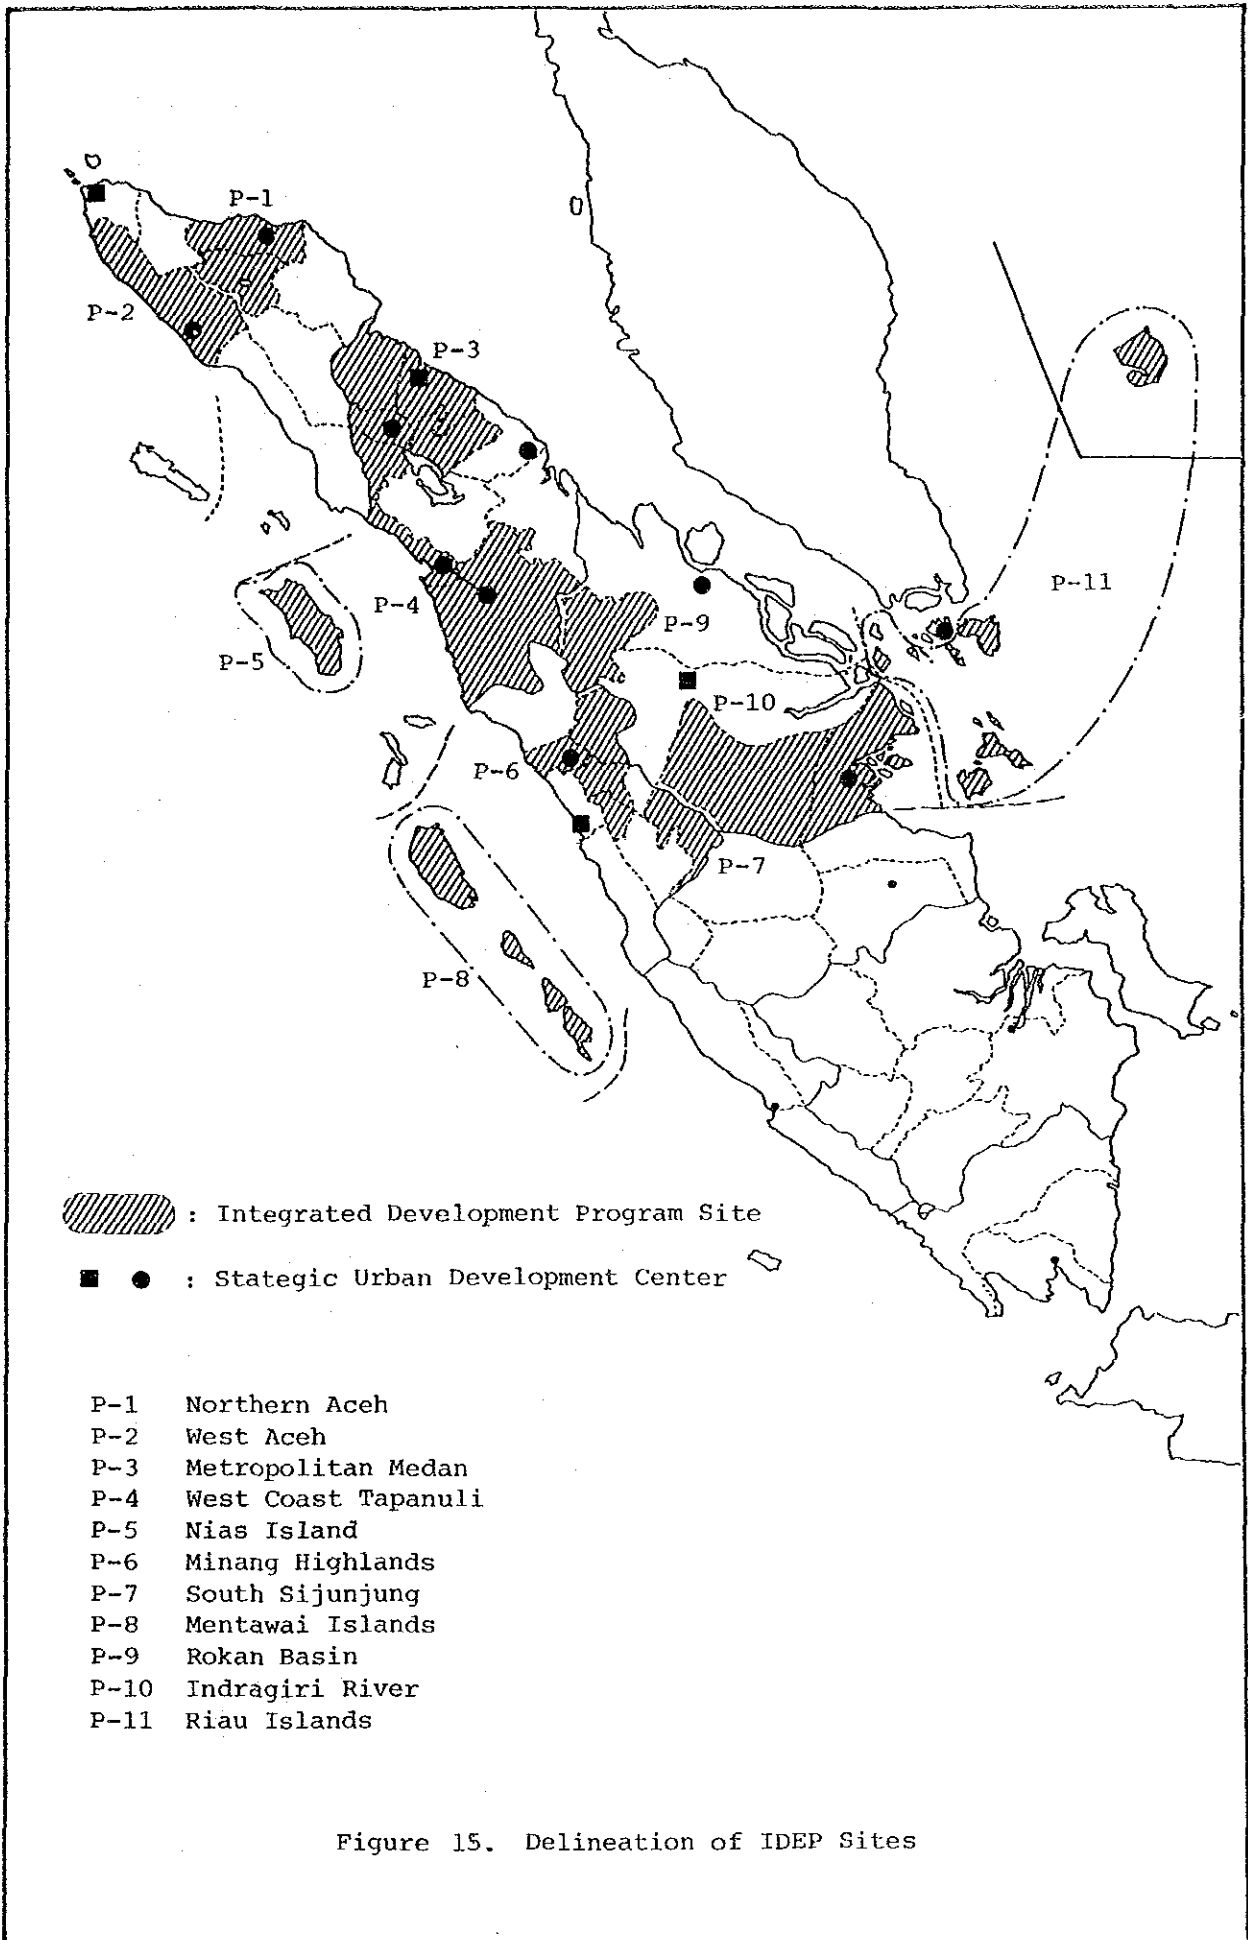 P-1
P-2
P-3
P-11
P-4
P-9
P-5
P-10
P-6
P-7
P-8
: Integrated Development Program Site
: Stategic Urban Development Center
P-1 Northern Aceh
P-2 West Aceh
P-3 Metropolitan Medan
P-4 West Coast Tapanuli
P-5 Nias Island
P-6 Minang Highlands
P-7 South Sijunjung
P-8 Mentawai Islands
P-9 Rokan Basin
P-10 Indragiri River
P-11 Riau Islands
Figure 15. Delineation of IDEP Sites